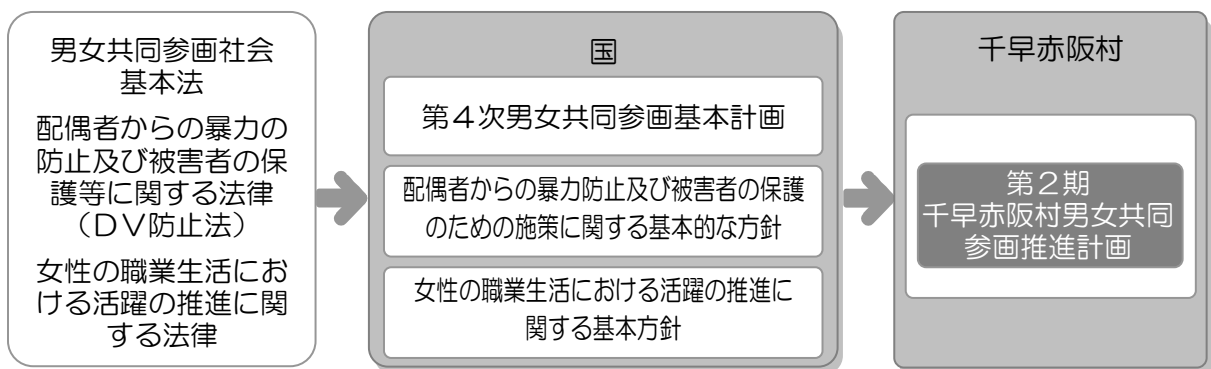 男女共同参画社会
基本法
配偶者からの暴力の
防止及び被害者の保
護等に関する法律
（ＤＶ防止法）
女性の職業生活にお
ける活躍の推進に関
する法律
国
第４次男女共同参画基本計画
配偶者からの暴力防止及び被害者の保護
のための施策に関する基本的な方針
女性の職業生活における活躍の推進に
関する基本方針
千早赤阪村
第２期
千早赤阪村男女共同
参画推進計画